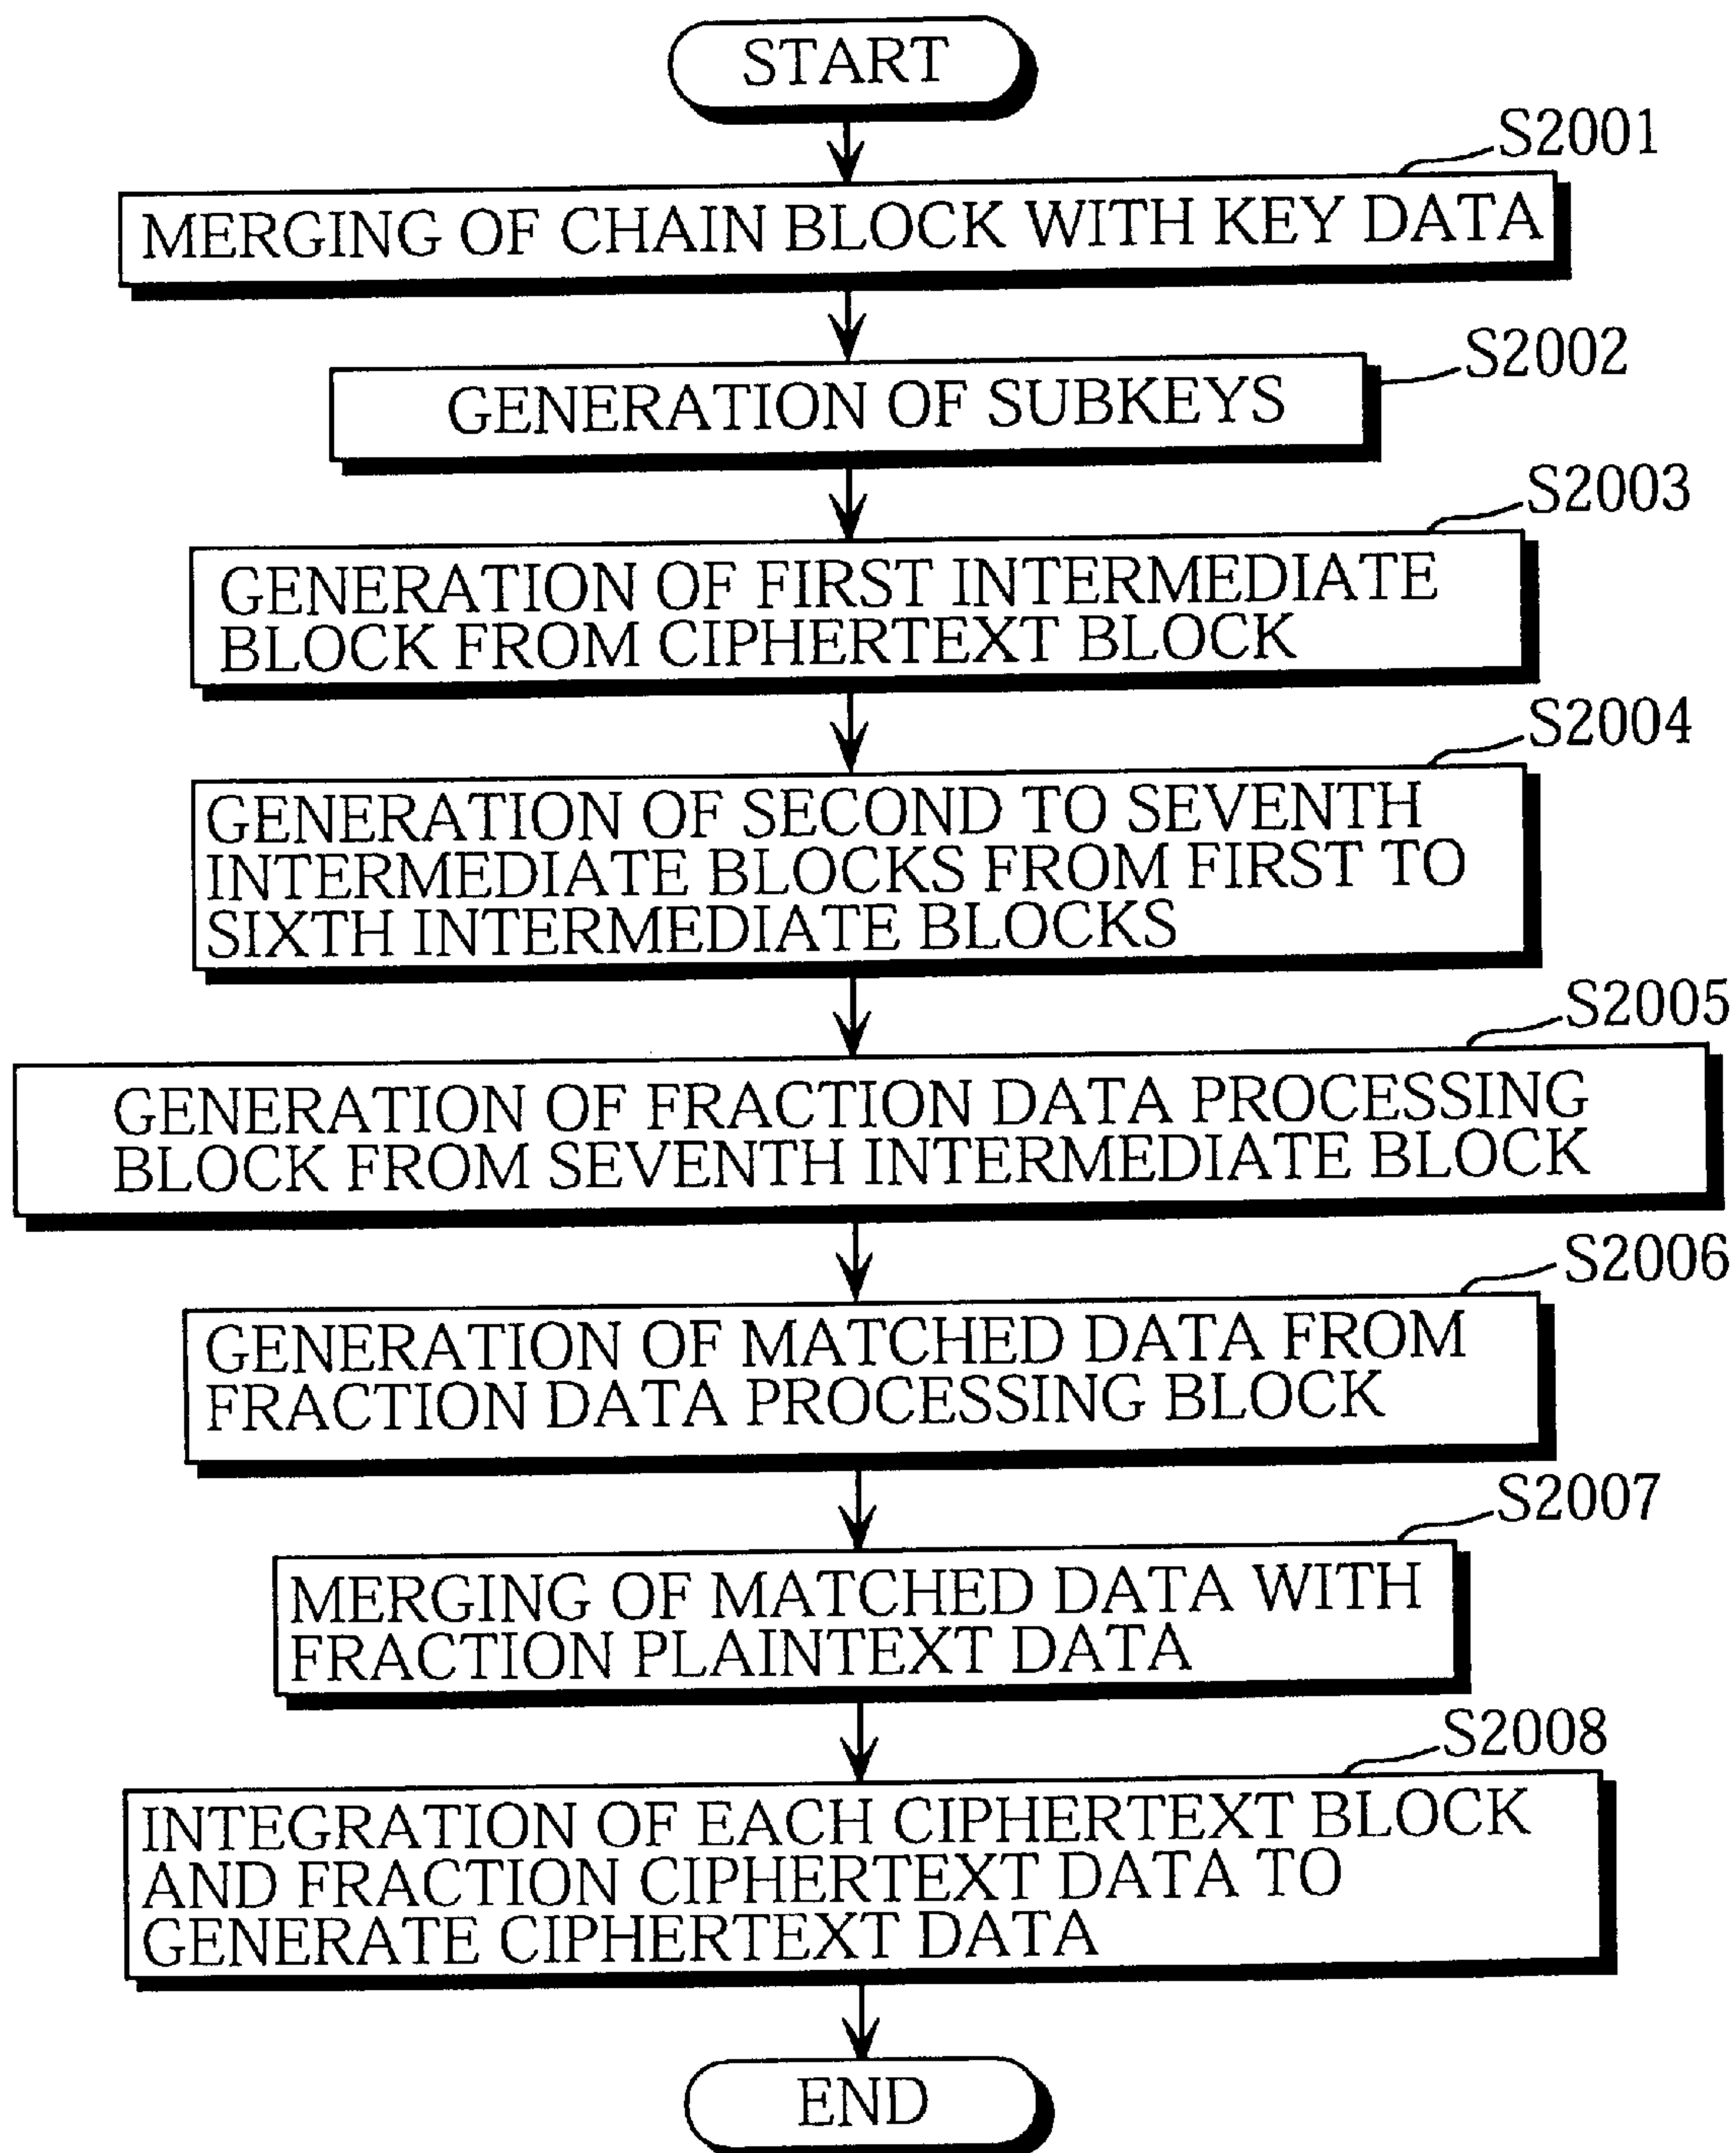 START
S2001
MERGING OF CHAIN BLOCK WITH KEY DATA
S2002
GENERATION OF SUBKEYS
S2003
GENERATION OF FIRST INTERMEDIATE
BLOCK FROM CIPHERTEXT BLOCK
S2004
GENERATION OF SECOND TO SEVENTH
INTERMEDIATE BLOCKS FROM FIRST TO
SIXTH INTERMEDIATE BLOCKS
S2005
GENERATION OF FRACTION DATA PROCESSING
BLOCK FROM SEVENTH INTERMEDIATE BLOCK
S2006
GENERATION OF MATCHED DATA FROM
FRACTION DATA PROCESSING BLOCK
S2007
MERGING OF MATCHED DATA WITH
FRACTION PLAINTEXT DATA
S2008
INTEGRATION OF EACH CIPHERTEXT BLOCK
AND FRACTION CIPHERTEXT DATA TO
GENERATE CIPHERTEXT DATA
END